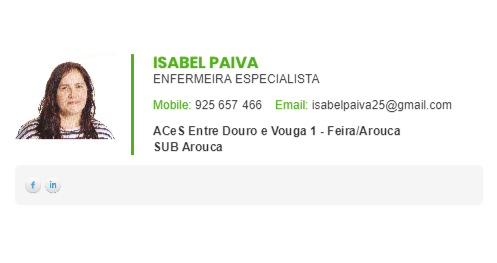 ISABEL PAIVA
ENFERMEIRA ESPECIALISTA
Mobile: 925 657 466 Email: isabelpaiva25@gmail.com
ACeS Entre Douro e Vouga 1 - Feira/Arouca
SUB Arouca
f in